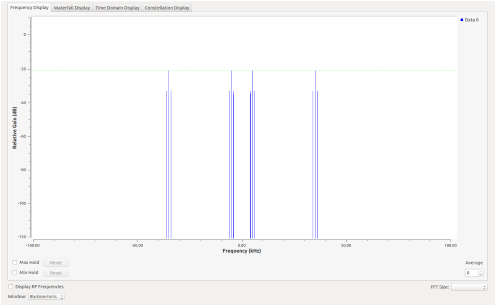 Frequency Display Waterfall Display Time Domain Display Constellation Display
Data 0
0
-20
-40
-60
-80
-100
-120
Relative Gain (dB)
-100.00 -50.00 0.00 50.00 100.00
Frequency (kHz)
Max Hold Reset
Average
Min Hold Reset
0
Display RF Frequencies
FFT Size:
Window: Blackman-harris